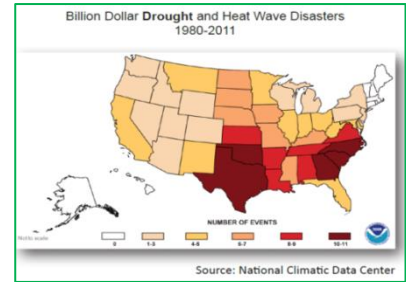 Billion Dollar Drought and Heat Wave Disasters
1980-2011
NUMBER OF EVENTS
0 1-3 4-5 6-7 8-9 10-11
Source: National Climatic Data Center